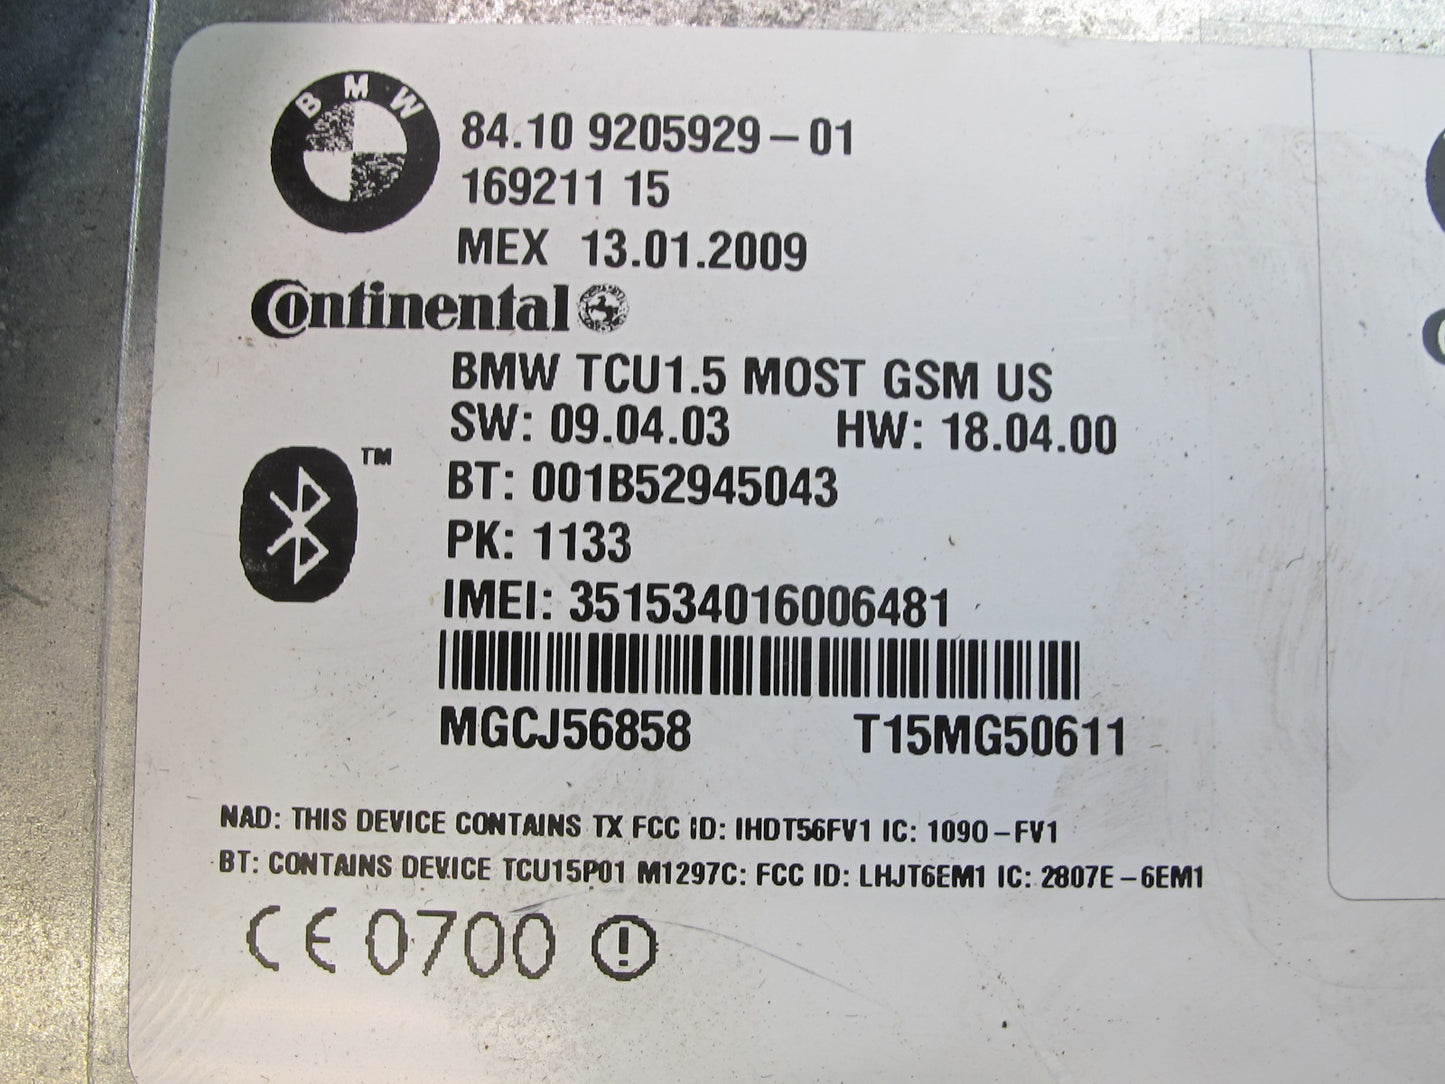 BMW
84.10 9205929-01
169211 15
MEX 13.01.2009
Continental
BMW TCU1.5 MOST GSM US
SW: 09.04.03 HW: 18.04.00
BT: 001B52945043
TM
PK: 1133
IMEI: 351534016006481
MGCJ56858 T15MG50611
NAD: THIS DEVICE CONTAINS TX FCC ID: IHDT56FV1 IC: 1090-FV1
BT: CONTAINS DEVICE TCU15P01 M1297C: FCC ID: LHJT6EM1 IC: 2807E-6EM1
CE 0700 !